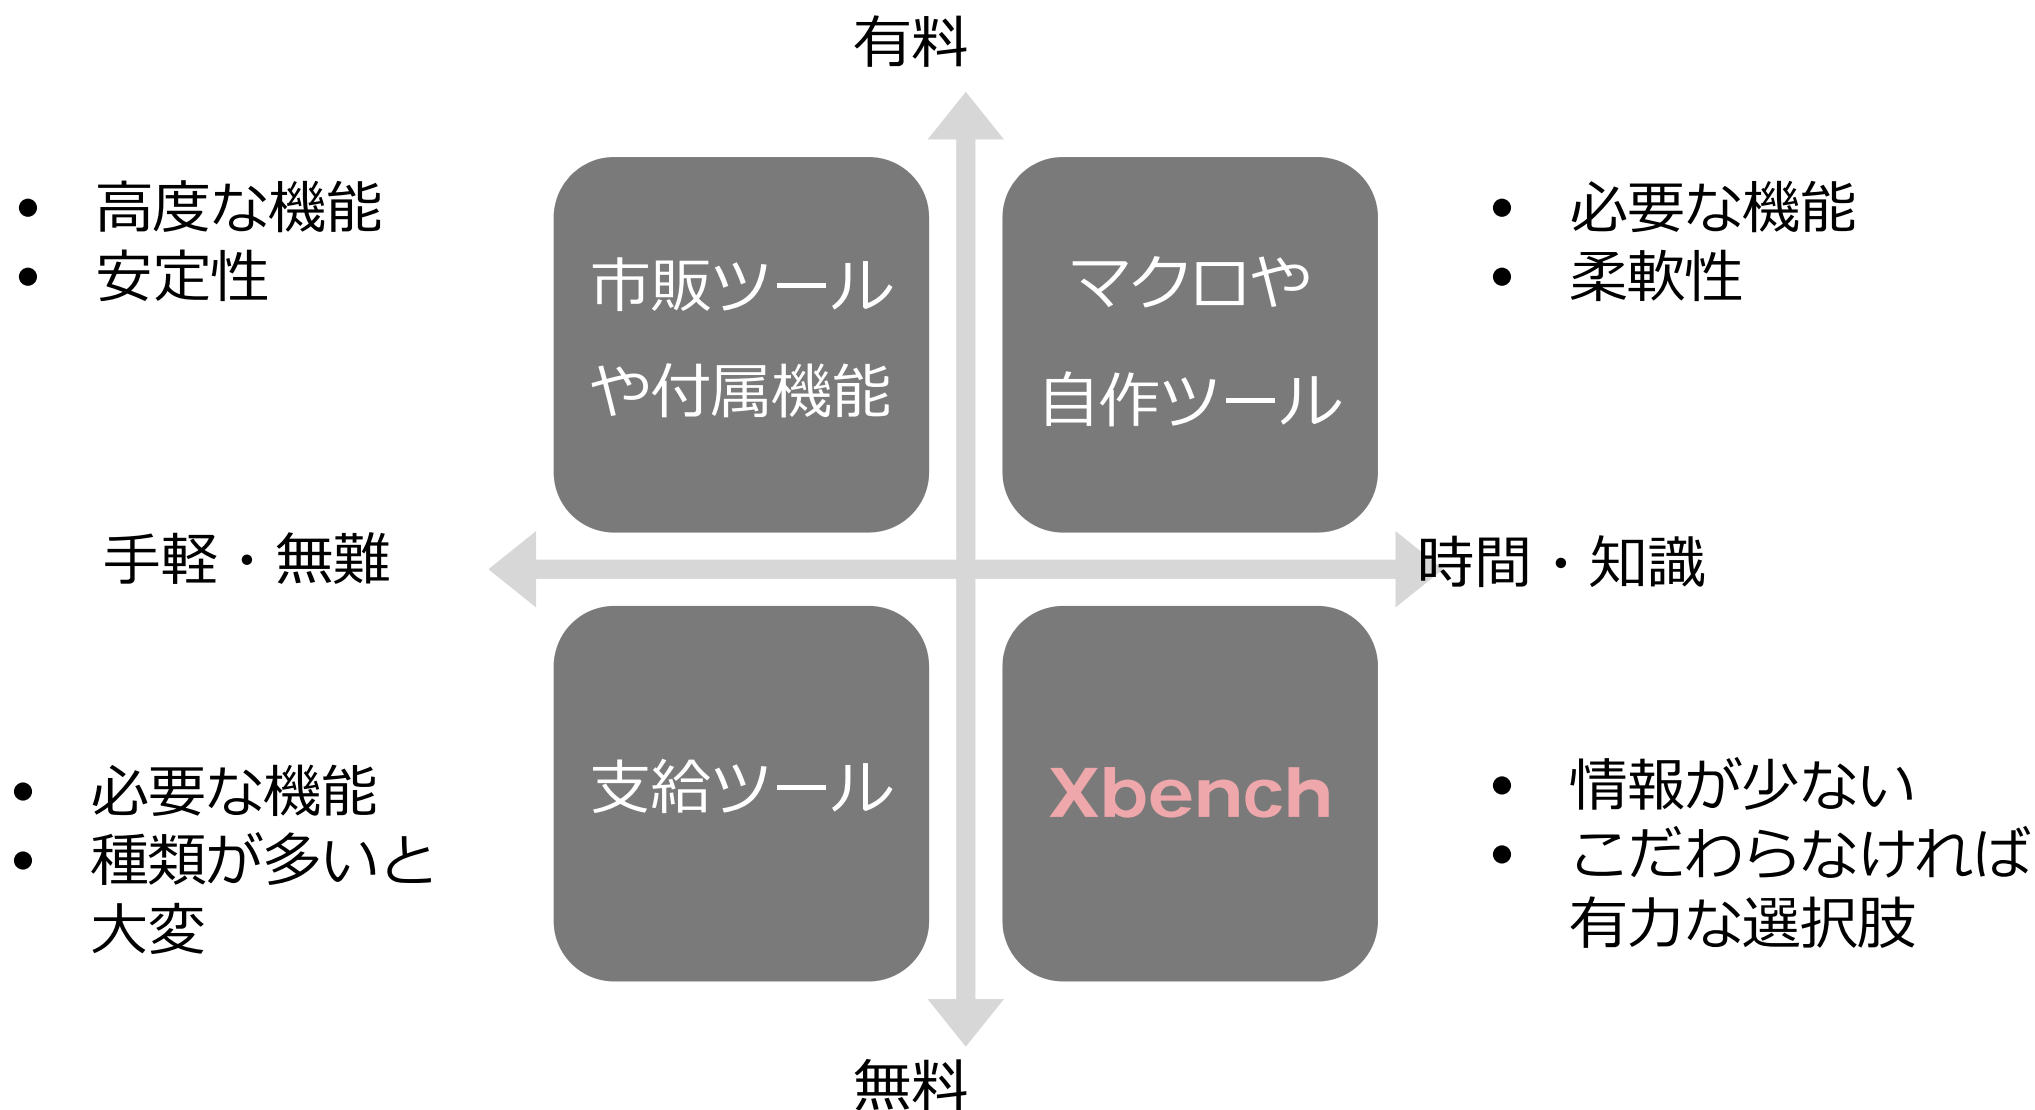 有料
• 高度な機能
• 安定性
市販ツール
や付属機能
マクロや
自作ツール
• 必要な機能
• 柔軟性
手軽・無難
時間・知識
• 必要な機能
• 種類が多いと
大変
支給ツール
Xbench
• 情報が少ない
• こだわらなければ
有力な選択肢
無料